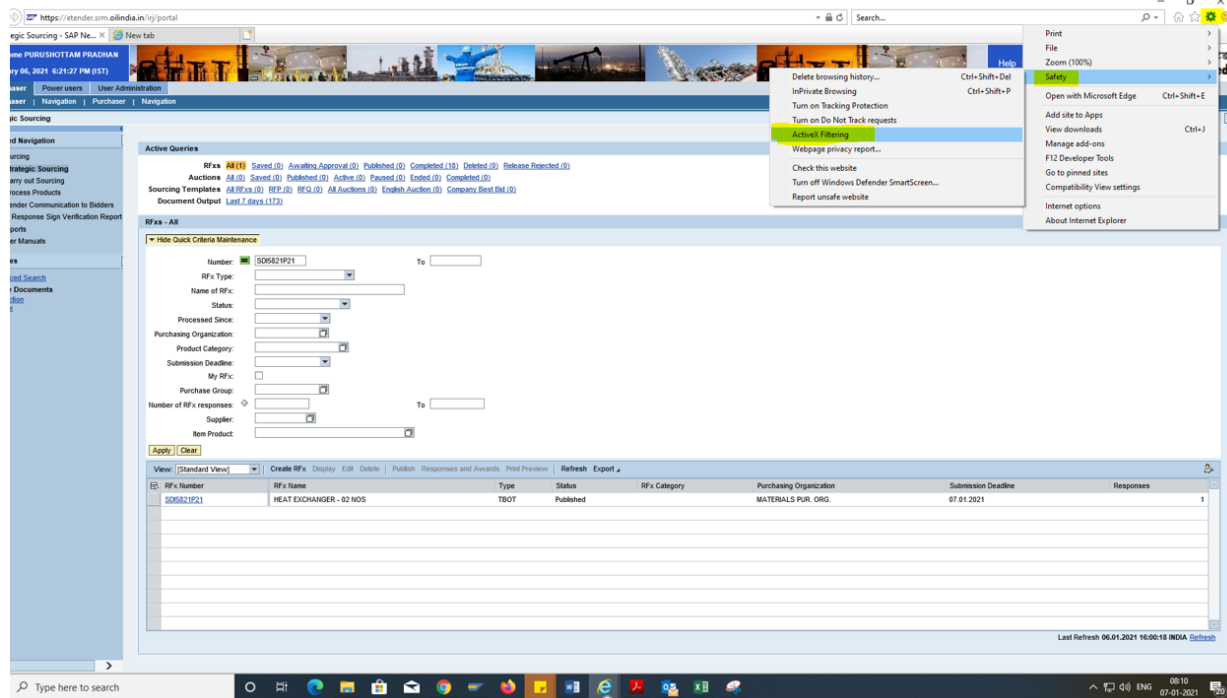 https://etender.srm.oilindia.in/irj/portal
Search...
egic Sourcing - SAP Ne...
New tab
me PURUSHOTTAM PRADHAN
ry 06, 2021 6:21:27 PM (IST)
Help
aser Power users User Administration
aser | Navigation | Purchaser | Navigation
gic Sourcing
Print
File
Zoom (100%)
Safety
Open with Microsoft Edge Ctrl+Shift+E
Add site to Apps
View downloads Ctrl+J
Manage add-ons
F12 Developer Tools
Go to pinned sites
Compatibility View settings
Internet options
About Internet Explorer
Delete browsing history... Ctrl+Shift+Del
InPrivate Browsing Ctrl+Shift+P
Turn on Tracking Protection
Turn on Do Not Track requests
ActiveX Filtering
Webpage privacy report...
Check this website
Turn off Windows Defender SmartScreen...
Report unsafe website
ed Navigation
urcing
trategic Sourcing
arry out Sourcing
rocess Products
ender Communication to Bidders
Response Sign Verification Report
ports
er Manuals
es
ced Search
Documents
ction
Active Queries
RFxs All (1) Saved (0) Awaiting Approval (0) Published (0) Completed (18) Deleted (0) Release Rejected (0)
Auctions All (0) Saved (0) Published (0) Active (0) Paused (0) Ended (0) Completed (0)
Sourcing Templates All RFxs (0) RFP (0) RFQ (0) All Auctions (0) English Auction (0) Company Best Bid (0)
Document Output Last 7 days (173)
RFxs - All
Hide Quick Criteria Maintenance
Number: SDI5821P21 To
RFx Type:
Name of RFx:
Status:
Processed Since:
Purchasing Organization:
Product Category:
Submission Deadline:
My RFx:
Purchase Group:
Number of RFx responses: To
Supplier:
Item Product:
Apply Clear
View: [Standard View] Create RFx Display Edit Delete | Publish Responses and Awards Print Preview | Refresh Export
RFx Number RFx Name Type Status RFx Category Purchasing Organization Submission Deadline Responses
SDI5821P21 HEAT EXCHANGER - 02 NOS TBOT Published MATERIALS PUR. ORG. 07.01.2021 1
Last Refresh 06.01.2021 16:00:18 INDIA Refresh
Type here to search
ENG
08:10
07-01-2021